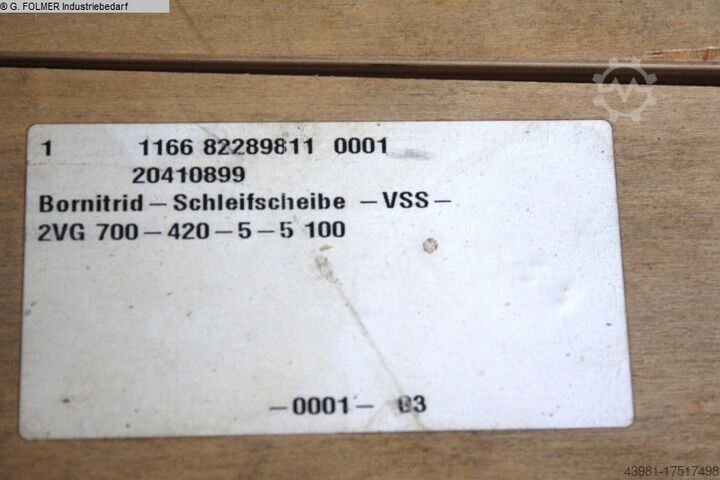 © G. FOLMER Industriebedarf
1 1166 82289811 0001
20410899
Bornitrid – Schleifscheibe – VSS –
2VG 700 – 420 – 5 – 5 100
– 0001 – 03
43981-17517498